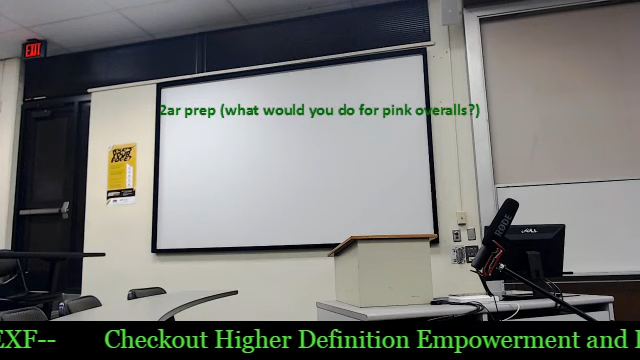 EXIT
2ar prep (what would you do for pink overalls?)
RØDE
DELL
EXF-- Checkout Higher Definition Empowerment and